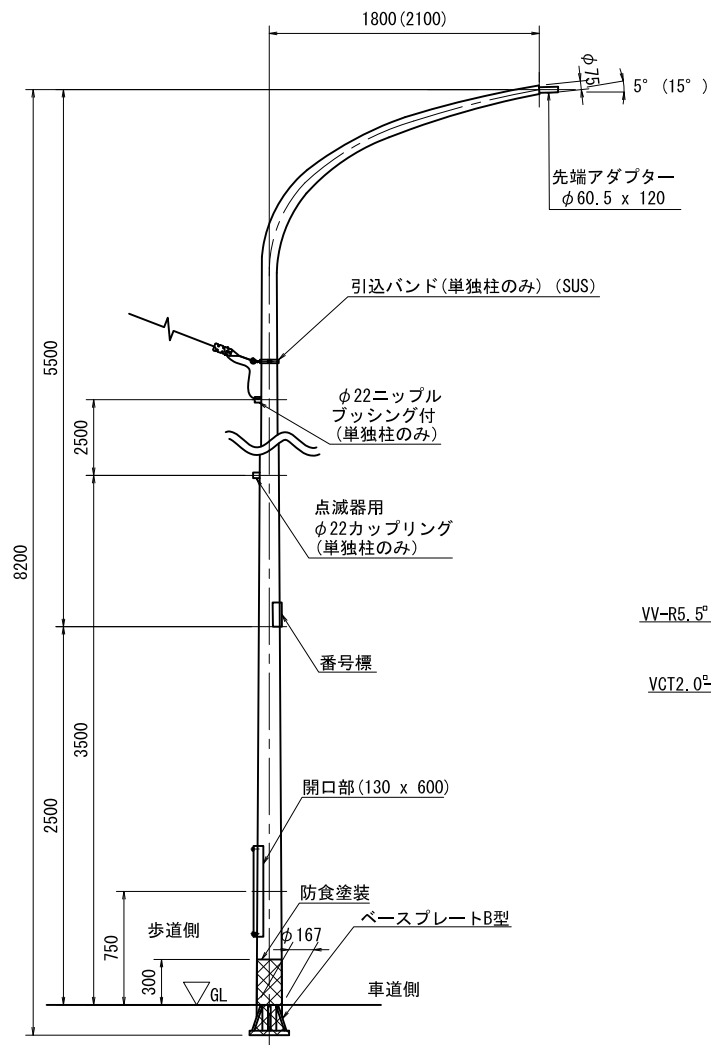 1800(2100)
φ75
5° (15° )
先端アダプター
φ60.5 x 120
引込バンド(単独柱のみ) (SUS)
5500
φ22ニップル
ブッシング付
(単独柱のみ)
2500
点滅器用
φ22カップリング
(単独柱のみ)
8200
VV-R5.5□
番号標
VCT2.0□
3500
開口部(130 x 600)
2500
防食塗装
ベースプレートB型
歩道側
φ167
750
300
GL
車道側